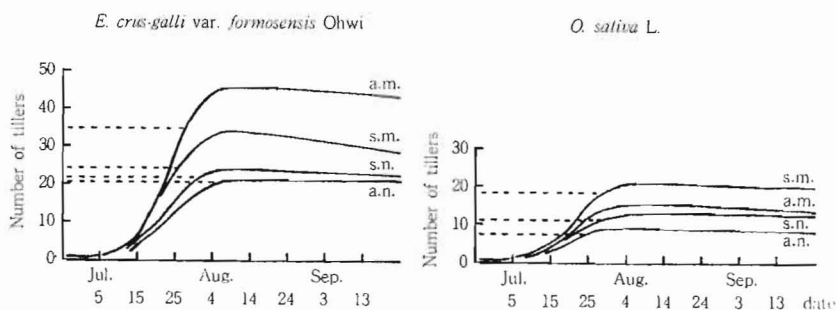 E. crus-galli var. formosensis Ohwi
Number of tillers
50
40
30
20
10
0
a.m.
s.m.
s.n.
a.n.
Jul. Aug. Sep.
5 15 25 4 14 24 3 13
O. sativa L.
Number of tillers
30
20
10
0
s.m.
a.m.
s.n.
a.n.
Jul. Aug. Sep.
5 15 25 4 14 24 3 13 date